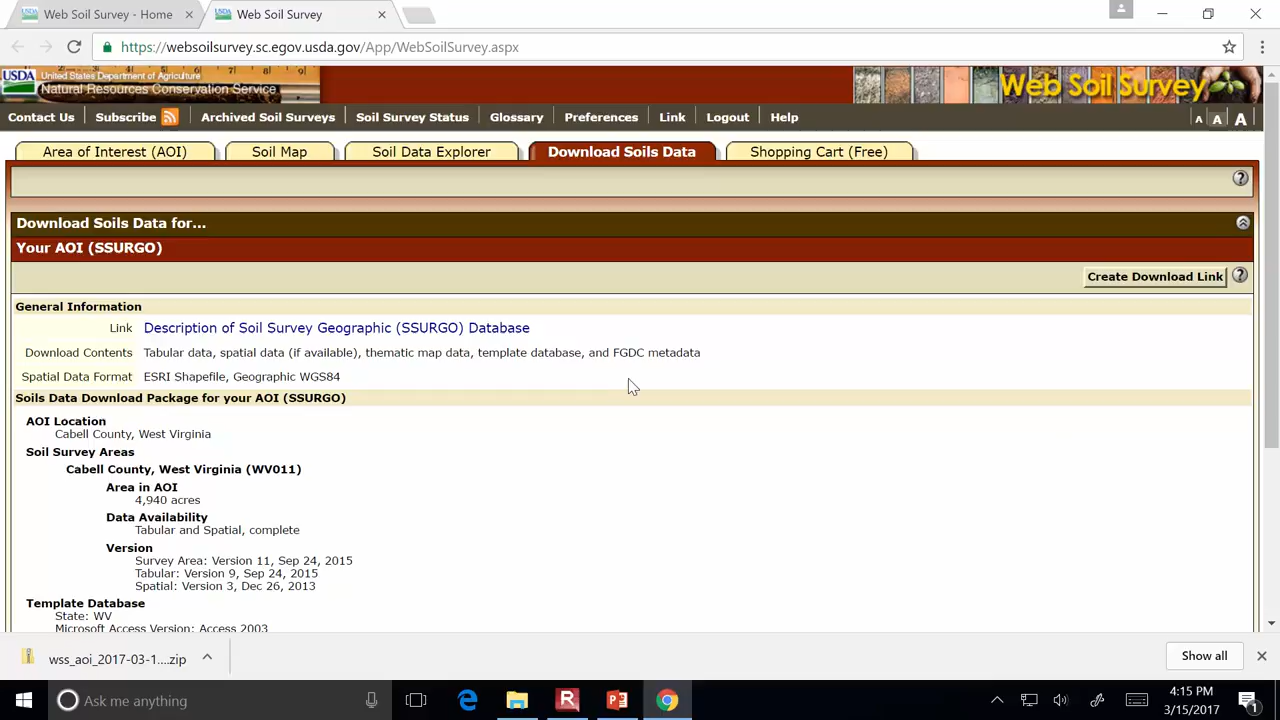 Web Soil Survey - Home
Web Soil Survey
https://websoilsurvey.sc.egov.usda.gov/App/WebSoilSurvey.aspx
USDA
United States Department of Agriculture
Natural Resources Conservation Service
Web Soil Survey
Contact Us
Subscribe
Archived Soil Surveys
Soil Survey Status
Glossary
Preferences
Link
Logout
Help
A A A
Area of Interest (AOI)
Soil Map
Soil Data Explorer
Download Soils Data
Shopping Cart (Free)
?
Download Soils Data for...
Your AOI (SSURGO)
Create Download Link
?
General Information
Link Description of Soil Survey Geographic (SSURGO) Database
Download Contents Tabular data, spatial data (if available), thematic map data, template database, and FGDC metadata
Spatial Data Format ESRI Shapefile, Geographic WGS84
Soils Data Download Package for your AOI (SSURGO)
AOI Location
Cabell County, West Virginia
Soil Survey Areas
Cabell County, West Virginia (WV011)
Area in AOI
4,940 acres
Data Availability
Tabular and Spatial, complete
Version
Survey Area: Version 11, Sep 24, 2015
Tabular: Version 9, Sep 24, 2015
Spatial: Version 3, Dec 26, 2013
Template Database
State: WV
Microsoft Access Version: Access 2003
wss_aoi_2017-03-1....zip
Show all
Ask me anything
4:15 PM
3/15/2017